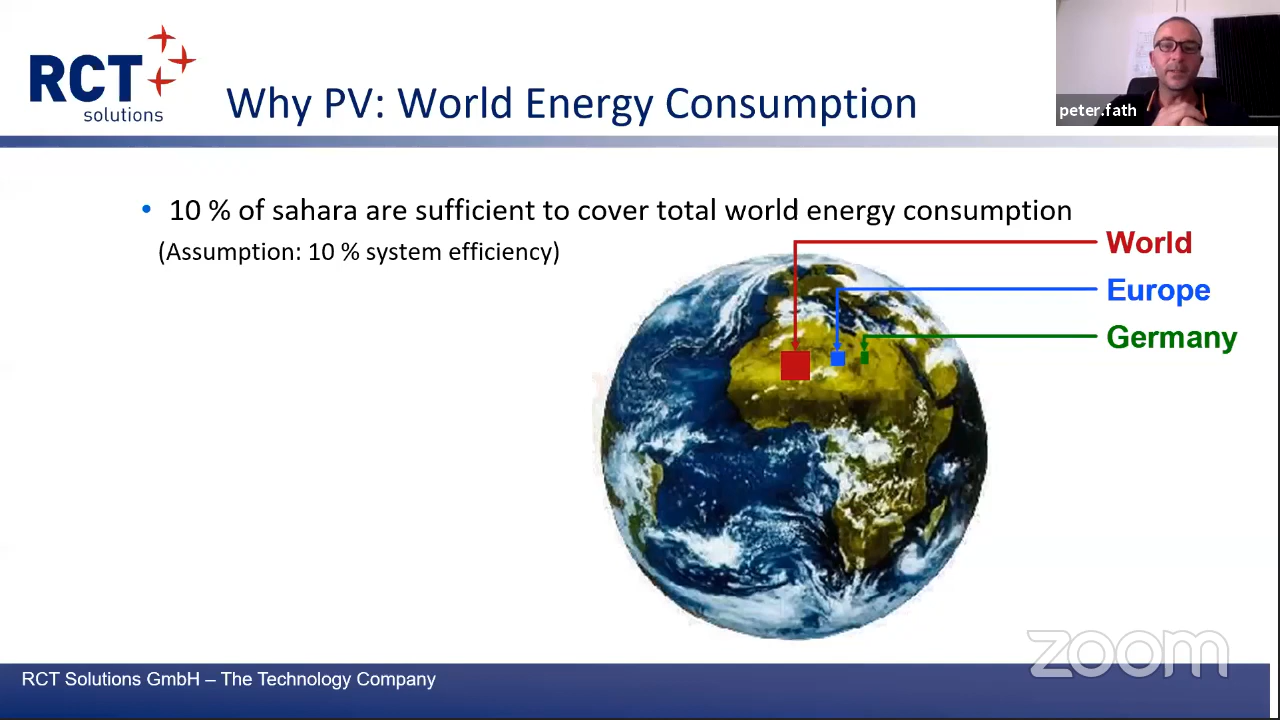 RCT
solutions
Why PV: World Energy Consumption
peter.fath
• 10 % of sahara are sufficient to cover total world energy consumption
(Assumption: 10 % system efficiency)
World
Europe
Germany
zoom
RCT Solutions GmbH – The Technology Company